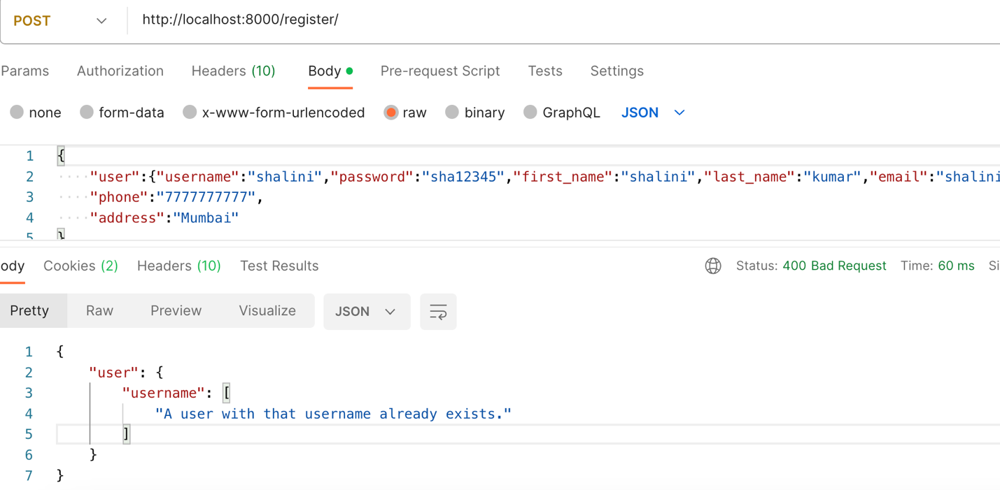 POST http://localhost:8000/register/
Params Authorization Headers (10) Body Pre-request Script Tests Settings
none form-data x-www-form-urlencoded raw binary GraphQL JSON
1 {
2 "user":{"username":"shalini","password":"sha12345","first_name":"shalini","last_name":"kumar","email":"shalini
3 "phone":"7777777777",
4 "address":"Mumbai"
5 }
ody Cookies (2) Headers (10) Test Results Status: 400 Bad Request Time: 60 ms Si
Pretty Raw Preview Visualize JSON
1 {
2 "user": {
3 "username": [
4 "A user with that username already exists."
5 ]
6 }
7 }